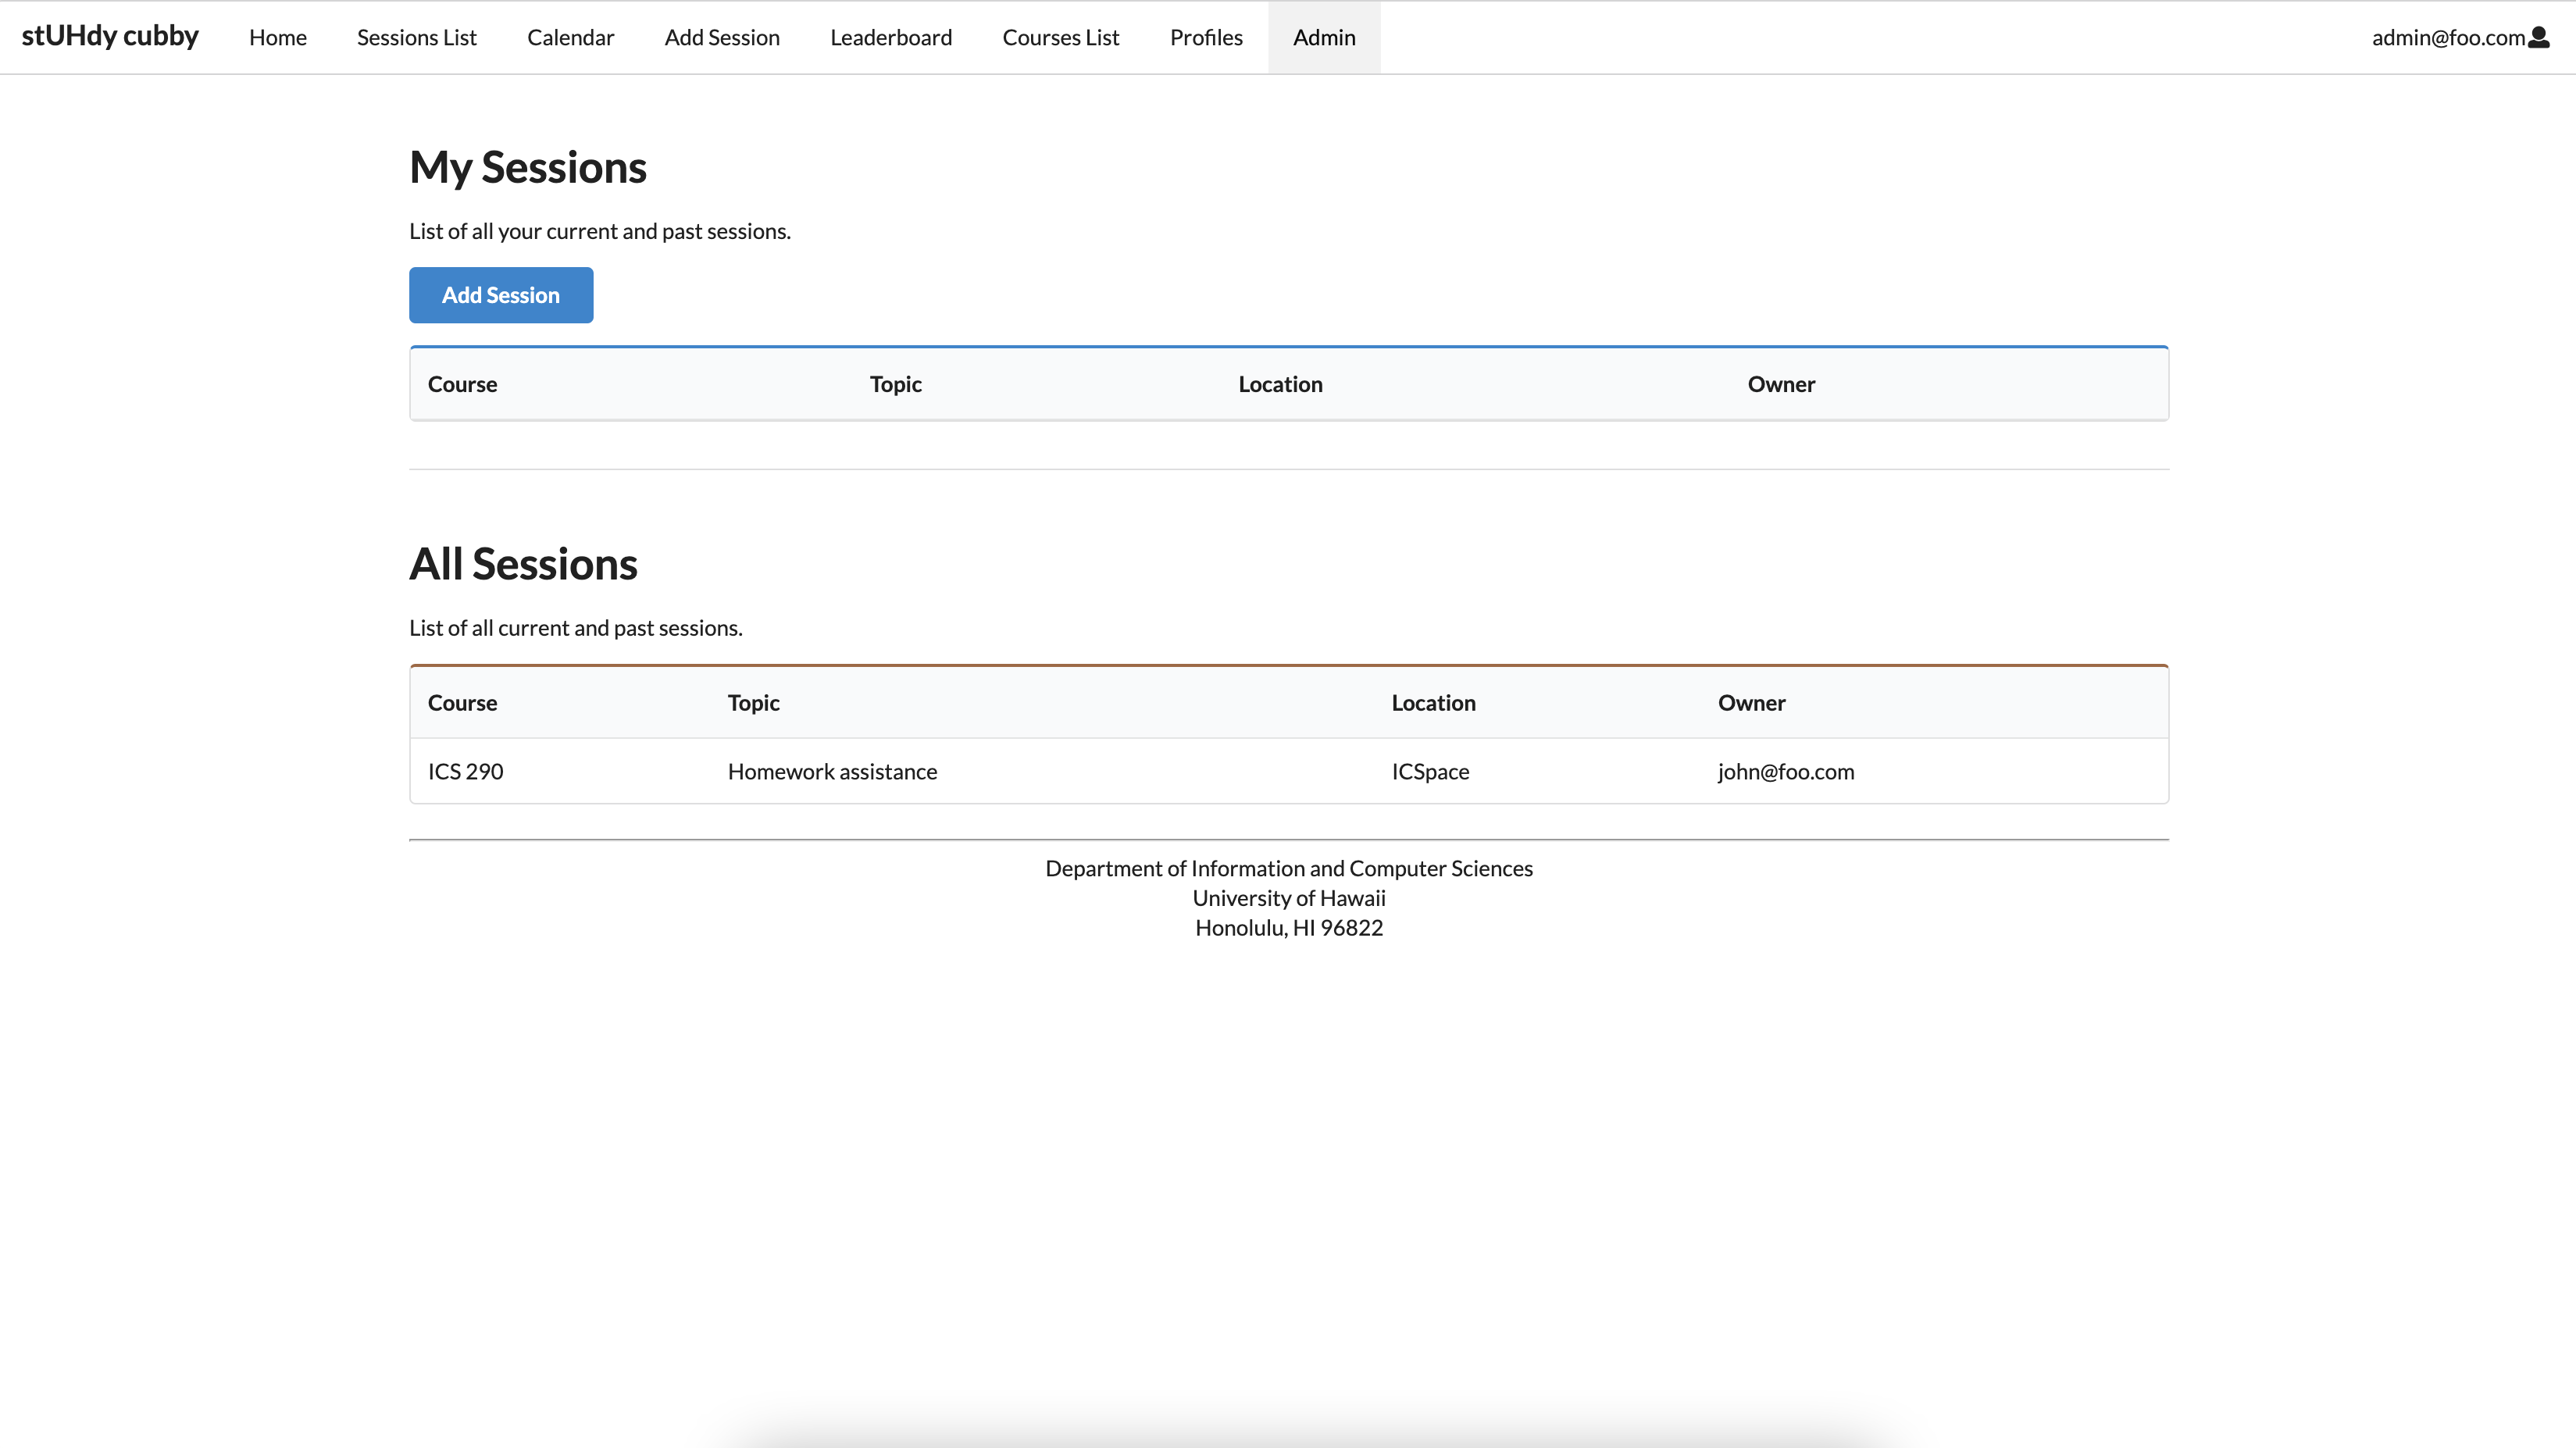 stUHdy cubby Home Sessions List Calendar Add Session Leaderboard Courses List Profiles Admin admin@foo.com
My Sessions
List of all your current and past sessions.
Add Session
Course Topic Location Owner
All Sessions
List of all current and past sessions.
Course Topic Location Owner
ICS 290 Homework assistance ICSpace john@foo.com
Department of Information and Computer Sciences
University of Hawaii
Honolulu, HI 96822